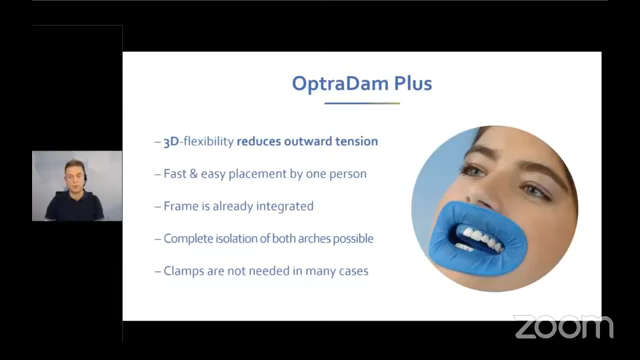 OptraDam Plus
– 3D-flexibility reduces outward tension
– Fast & easy placement by one person
– Frame is already integrated
– Complete isolation of both arches possible
– Clamps are not needed in many cases
zoom